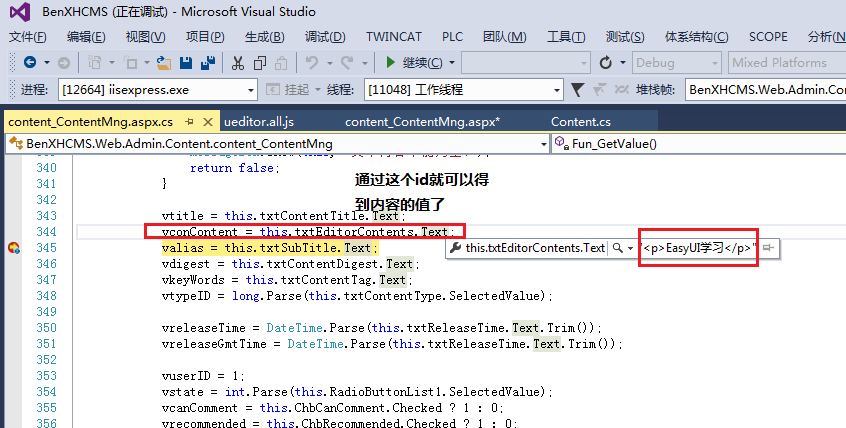 BenXHCMS (正在调试) - Microsoft Visual Studio
文件(F) 编辑(E) 视图(V) 项目(P) 生成(B) 调试(D) TWINCAT PLC 团队(M) 工具(T) 测试(S) 体系结构(C) SCOPE 分析(N)
继续(C) Debug Mixed Platforms
进程: [12664] iisexpress.exe 挂起 线程: [11048] 工作线程 堆栈帧: BenXHCMS.Web.Admin.Con
content_ContentMng.aspx.cs ueditor.all.js content_ContentMng.aspx* Content.cs
BenXHCMS.Web.Admin.Content.content_ContentMng Fun_GetValue()
340 return false;
341 }
通过这个id就可以得
到内容的值了
342
343 vtitle = this.txtContentTitle.Text;
344 vconContent = this.txtEditorContents.Text;
345 valias = this.txtSubTitle.Text;
this.txtEditorContents.Text "<p>EasyUI学习</p>"
346 vdigest = this.txtContentDigest.Text;
347 vkeyWords = this.txtContentTag.Text;
348 vtypeID = long.Parse(this.txtContentType.SelectedValue);
349
350 vreleaseTime = DateTime.Parse(this.txtReleaseTime.Text.Trim());
351 vreleaseGmtTime = DateTime.Parse(this.txtReleaseTime.Text.Trim());
352
353 vuserID = 1;
354 vstate = int.Parse(this.RadioButtonList1.SelectedValue);
355 vcanComment = this.ChbCanComment.Checked ? 1 : 0;
356 vrecommended = this.ChbRecommended.Checked ? 1 : 0;